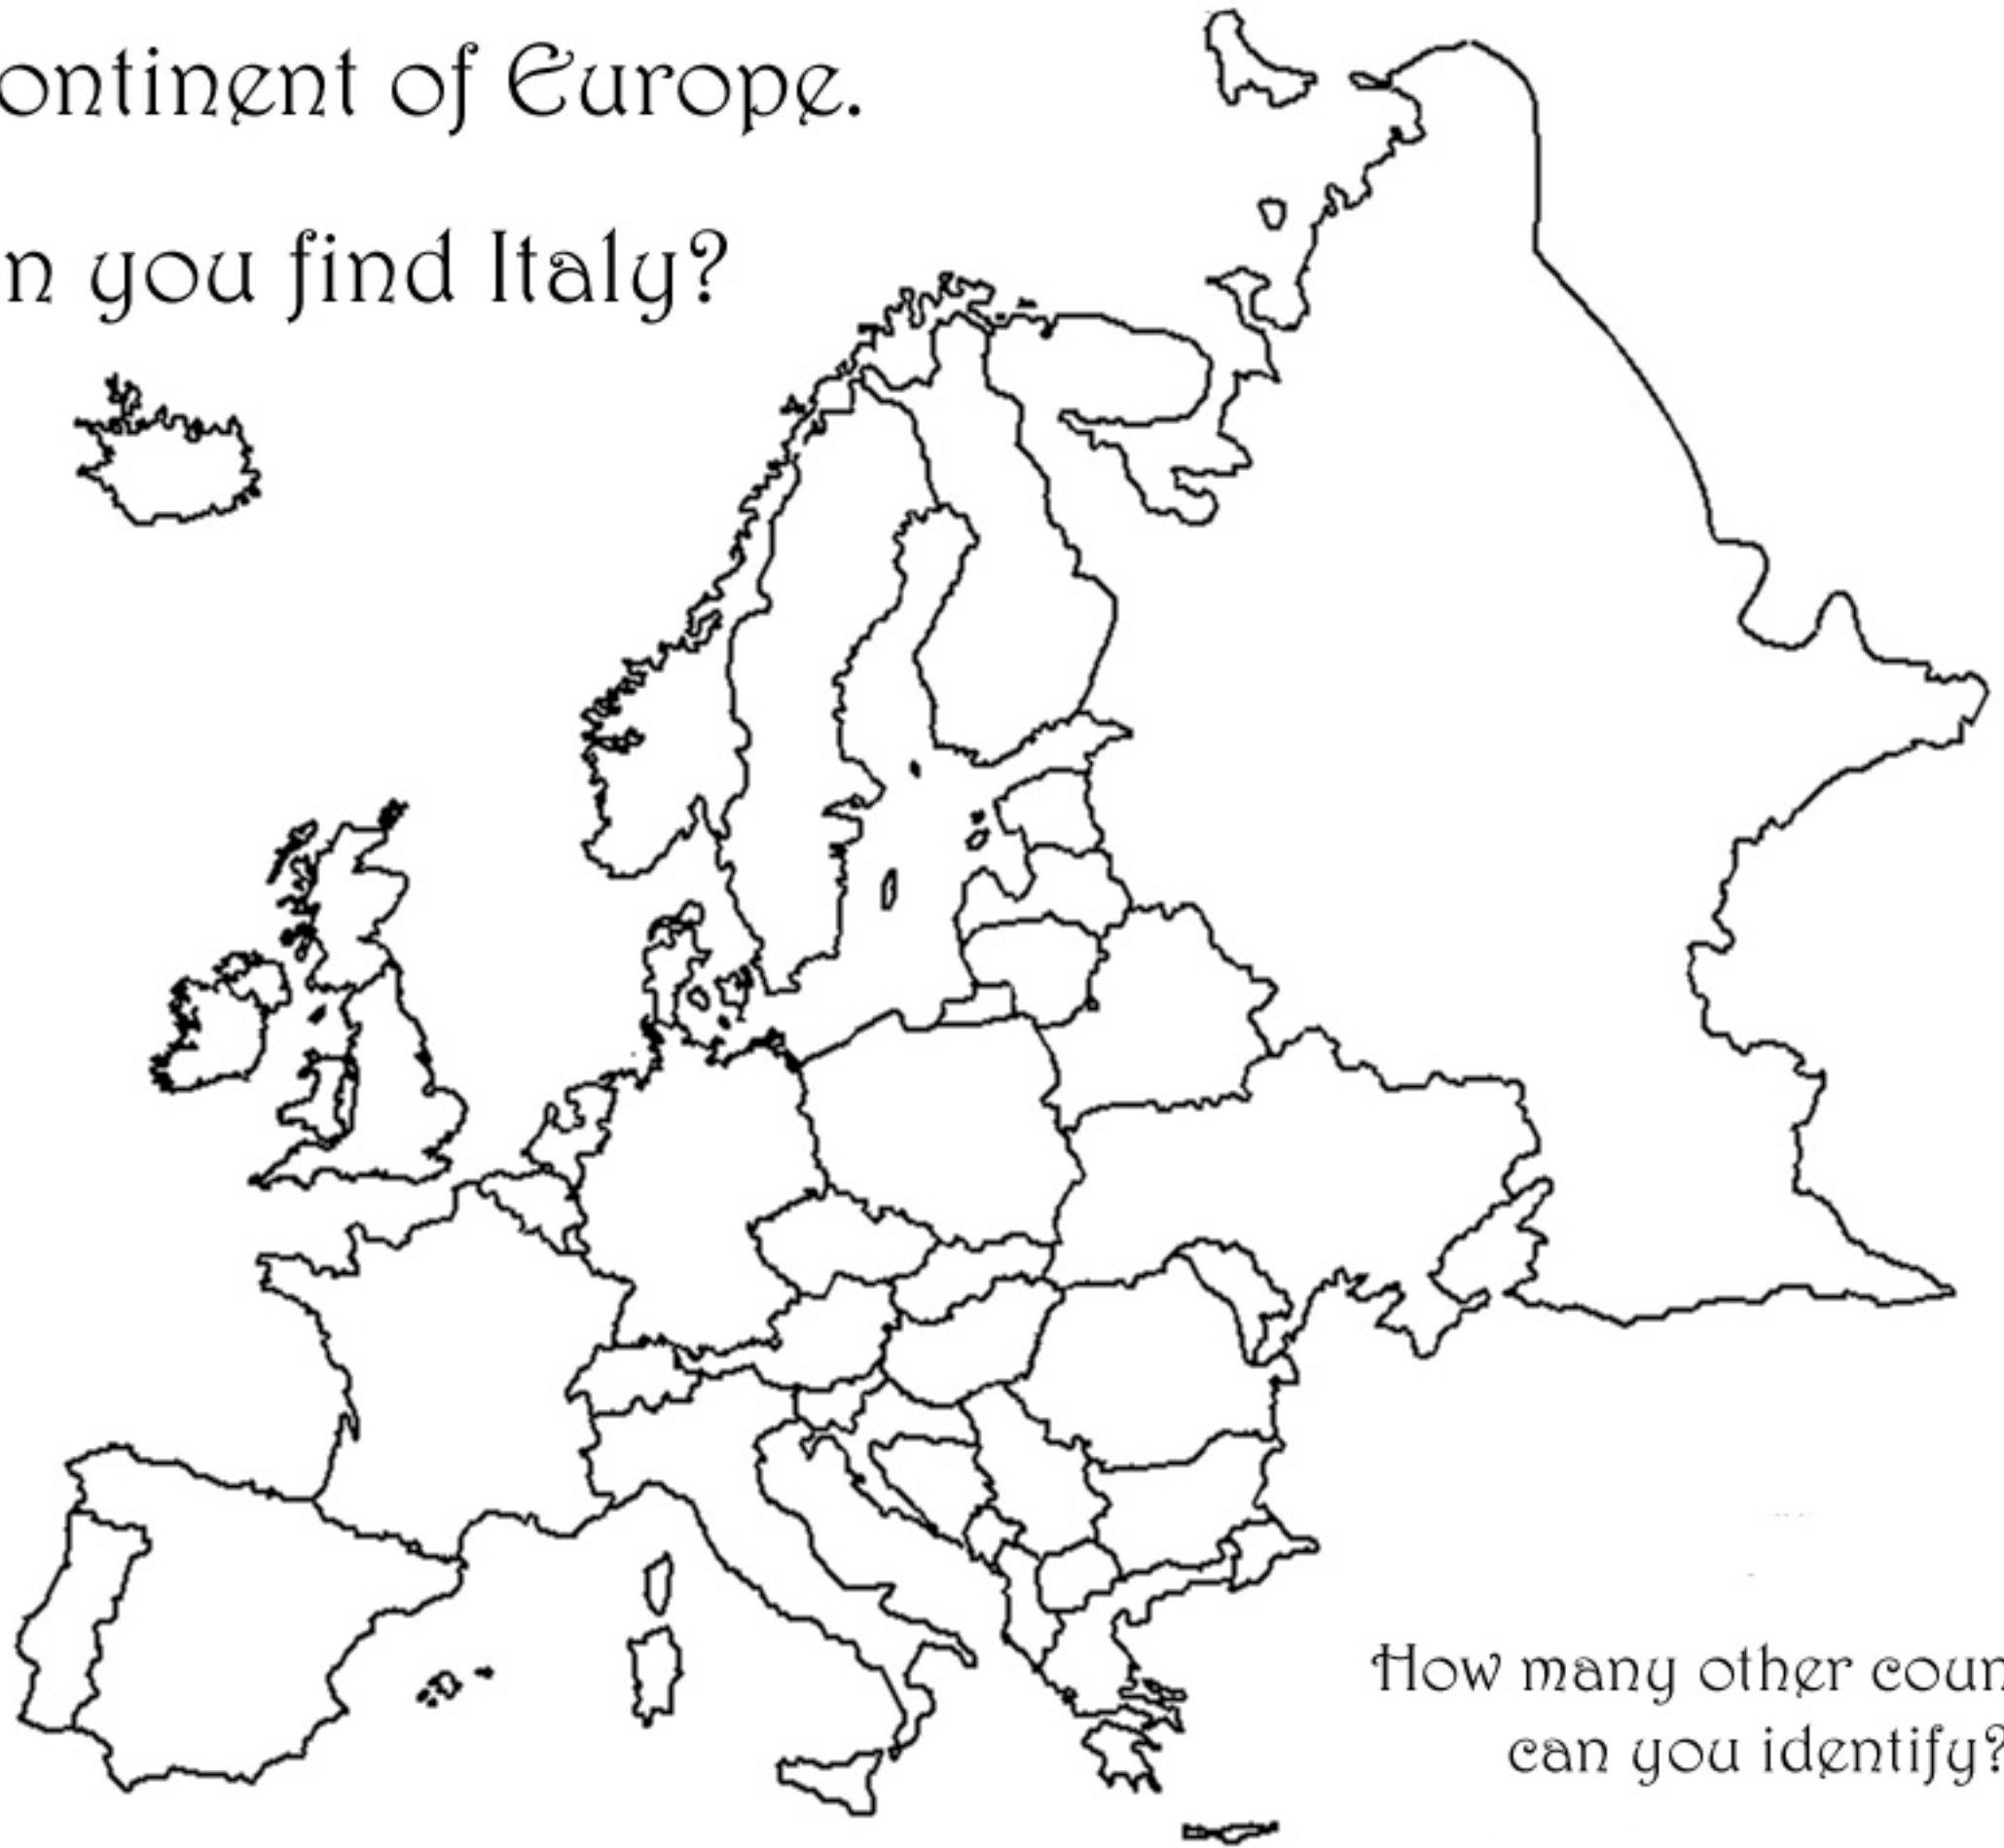 ontinent of Europe.
n you find Italy?
How many other coun
can you identify?